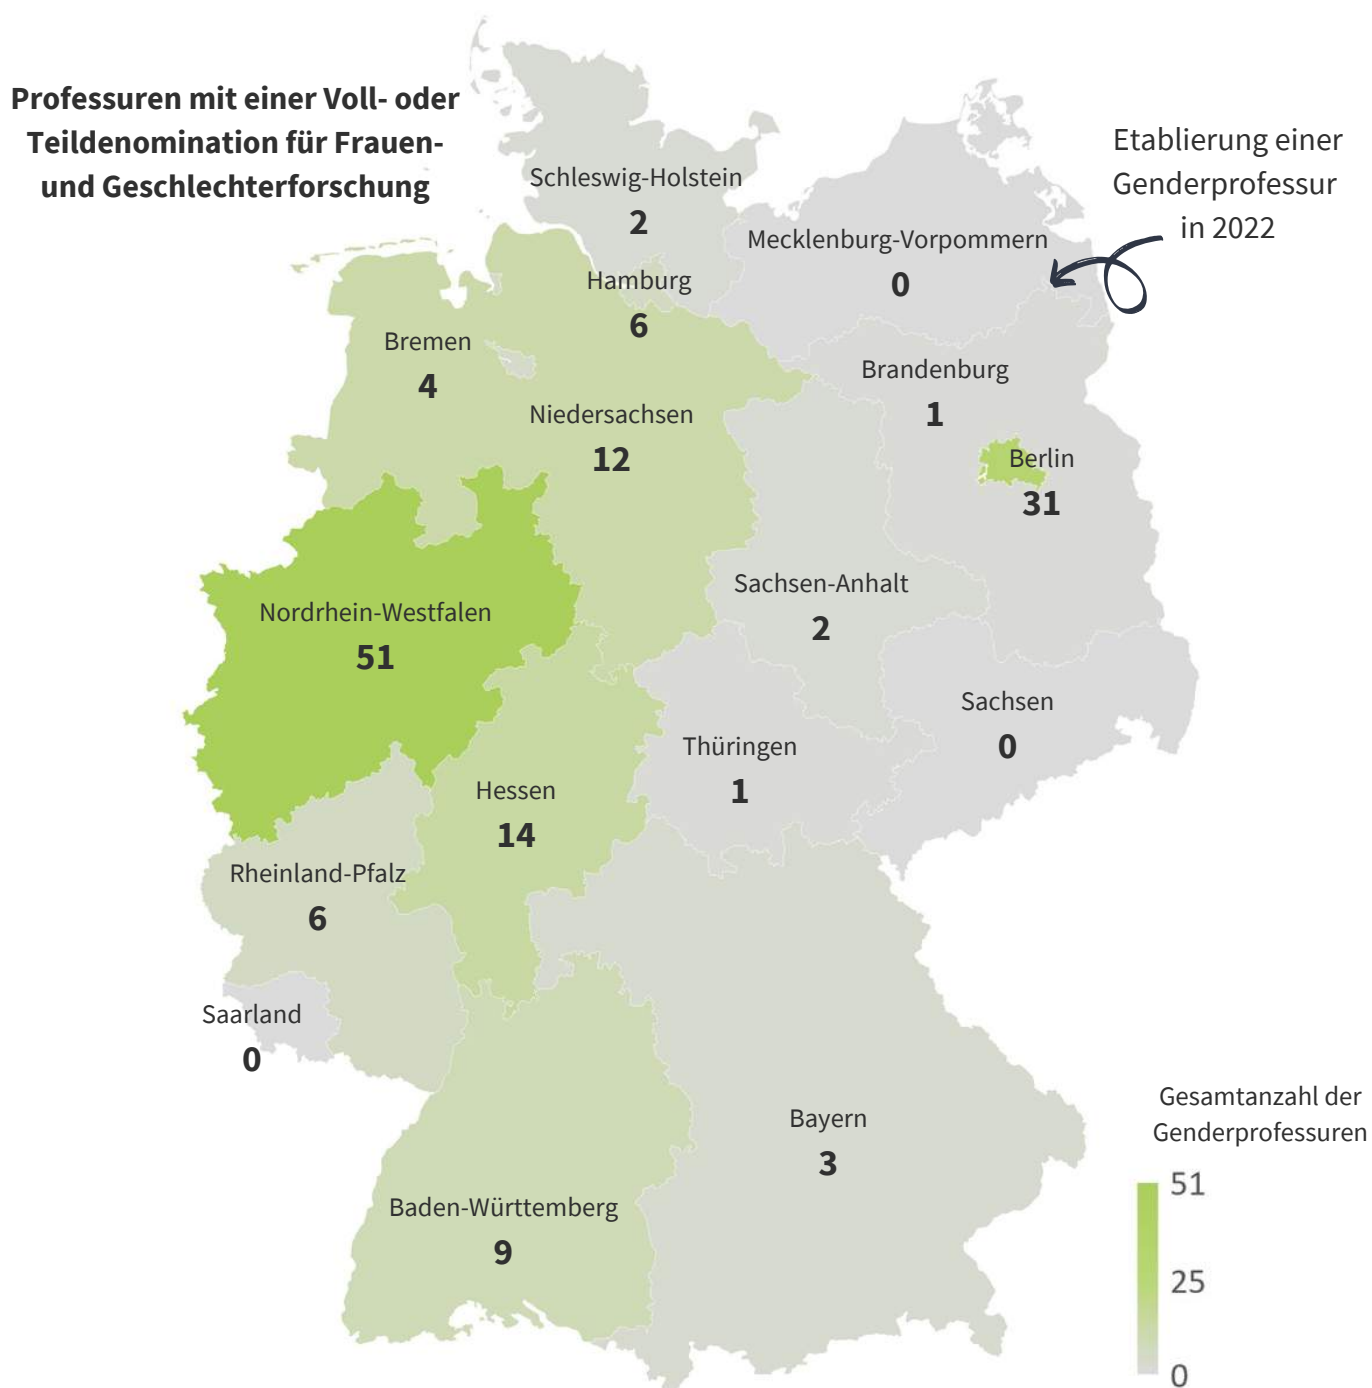 Professuren mit einer Voll- oder
Teildenomination für Frauen-
und Geschlechterforschung
Etablierung einer
Genderprofessur
in 2022
Schleswig-Holstein
2
Mecklenburg-Vorpommern
0
Hamburg
6
Bremen
4
Brandenburg
1
Niedersachsen
12
Berlin
31
Sachsen-Anhalt
2
Nordrhein-Westfalen
51
Sachsen
0
Thüringen
1
Hessen
14
Rheinland-Pfalz
6
Saarland
0
Bayern
3
Baden-Württemberg
9
Gesamtanzahl der
Genderprofessuren
51
25
0